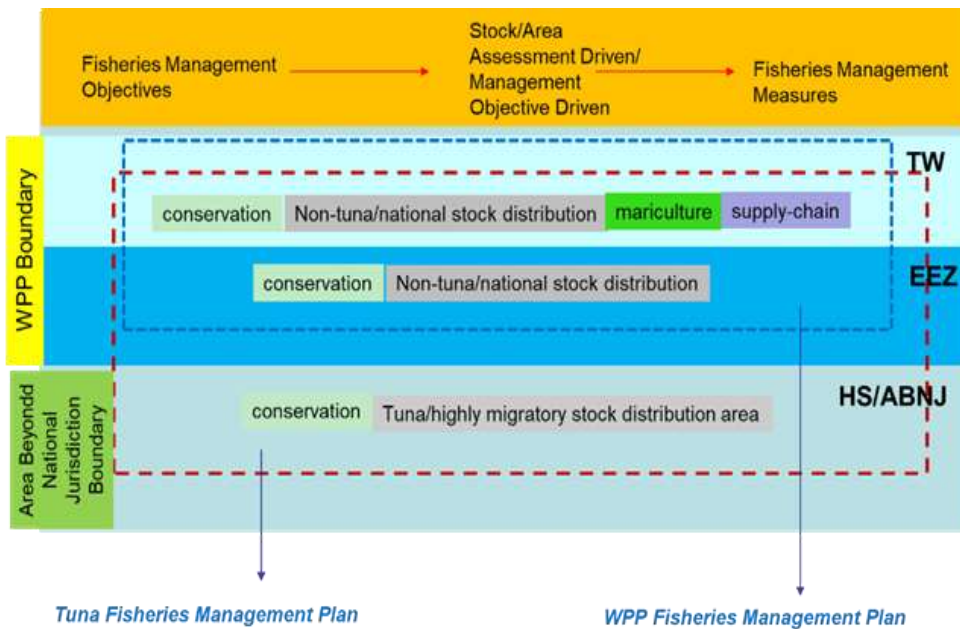 Fisheries Management
Objectives
Stock/Area
Assessment Driven/
Management
Objective Driven
Fisheries Management
Measures
WPP Boundary
TW
conservation
Non-tuna/national stock distribution
mariculture
supply-chain
EEZ
conservation
Non-tuna/national stock distribution
Area Beyondd
National
Jurisdiction
Boundary
HS/ABNJ
conservation
Tuna/highly migratory stock distribution area
Tuna Fisheries Management Plan
WPP Fisheries Management Plan